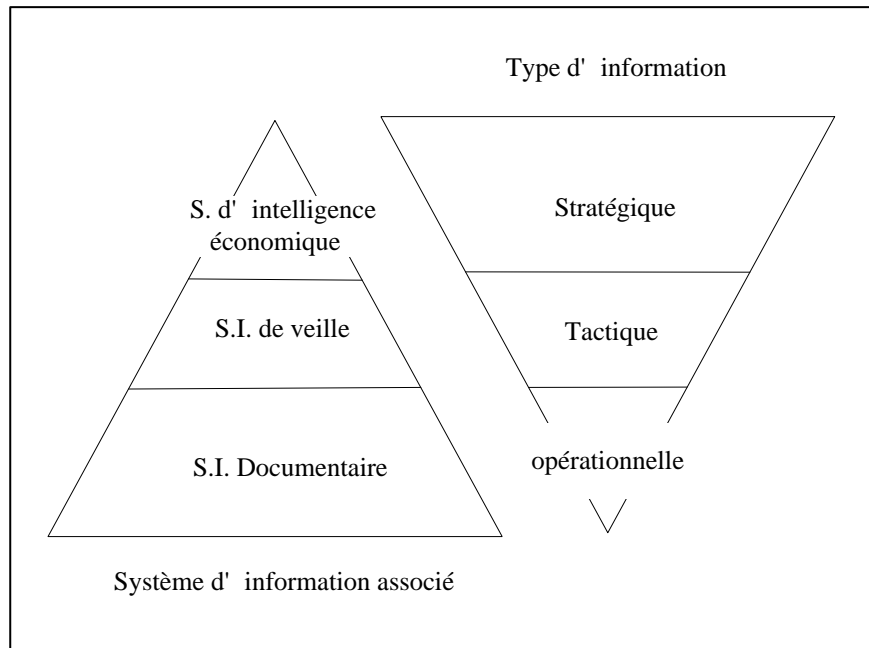 Type d' information
S. d' intelligence
économique
Stratégique
S.I. de veille
Tactique
S.I. Documentaire
opérationnelle
Système d' information associé